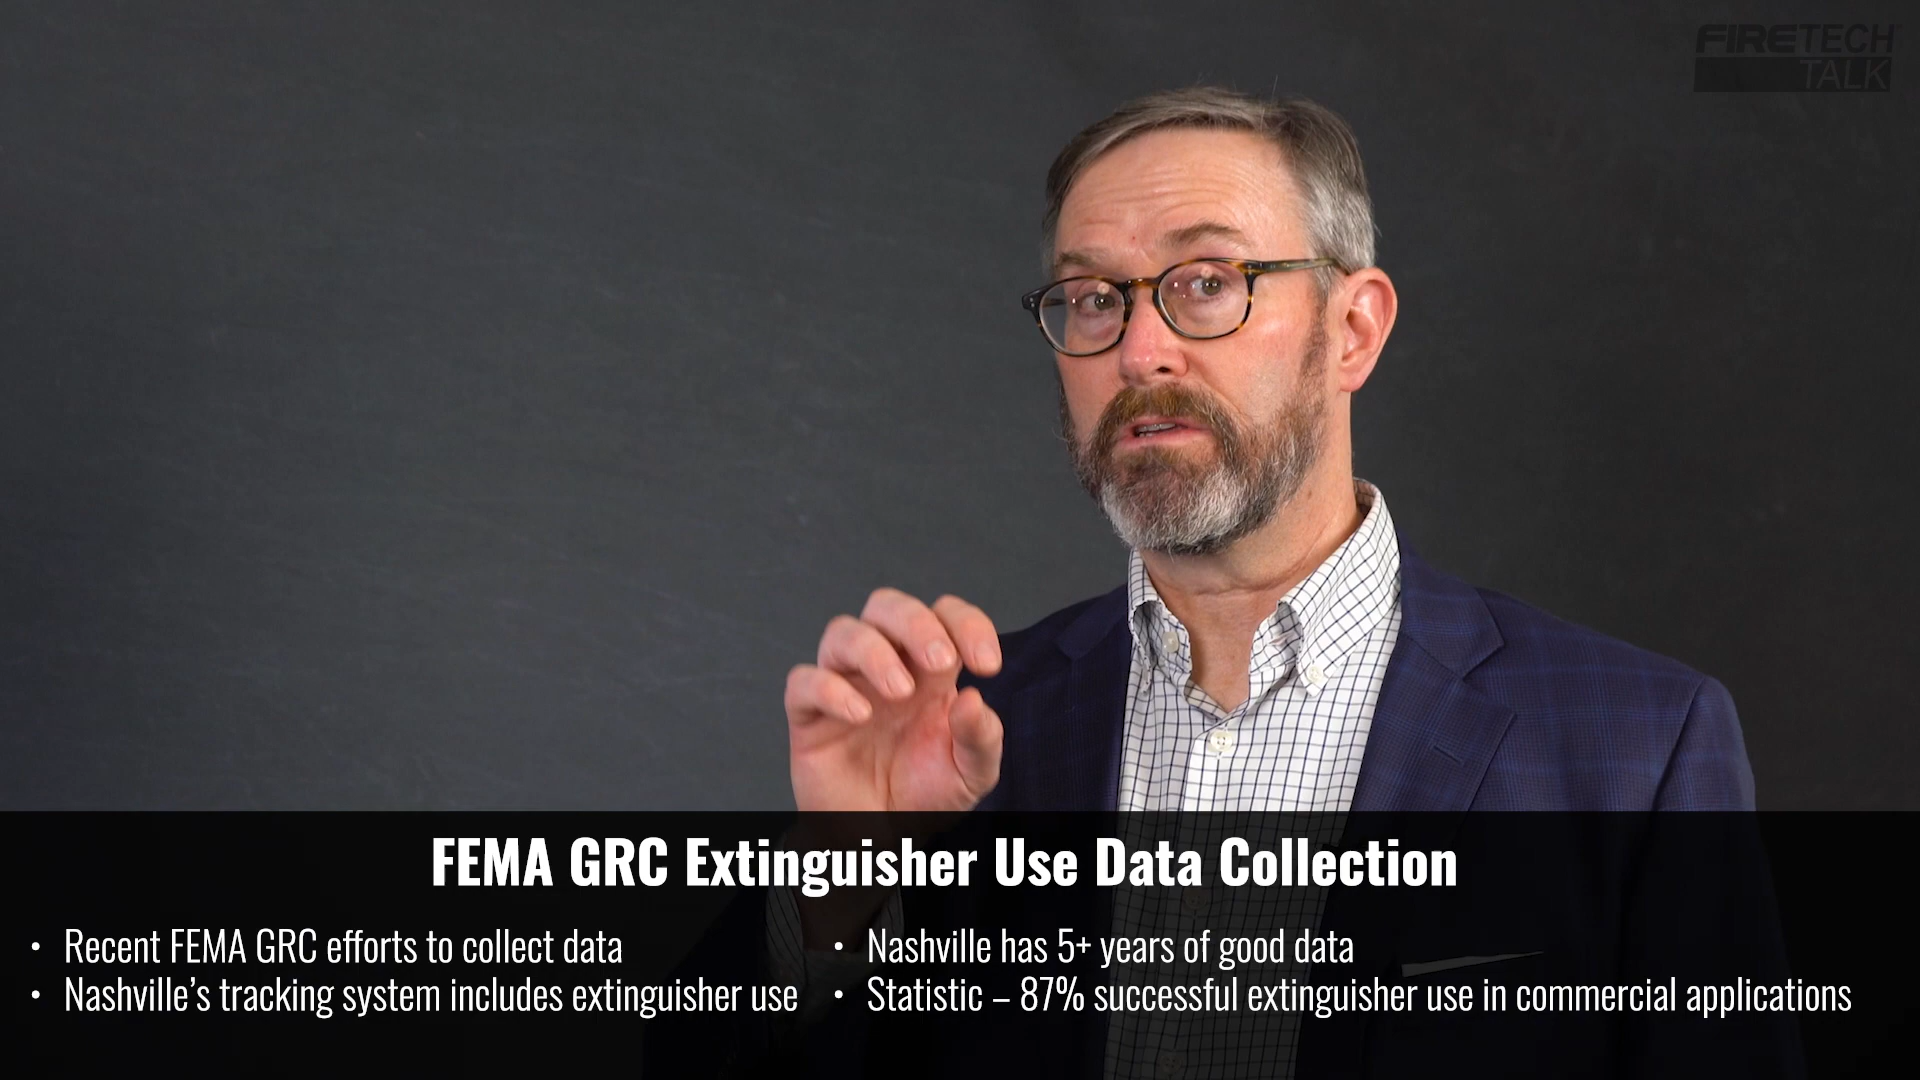 FIRETECH
TALK
FEMA GRC Extinguisher Use Data Collection
• Recent FEMA GRC efforts to collect data
• Nashville’s tracking system includes extinguisher use
• Nashville has 5+ years of good data
• Statistic – 87% successful extinguisher use in commercial applications